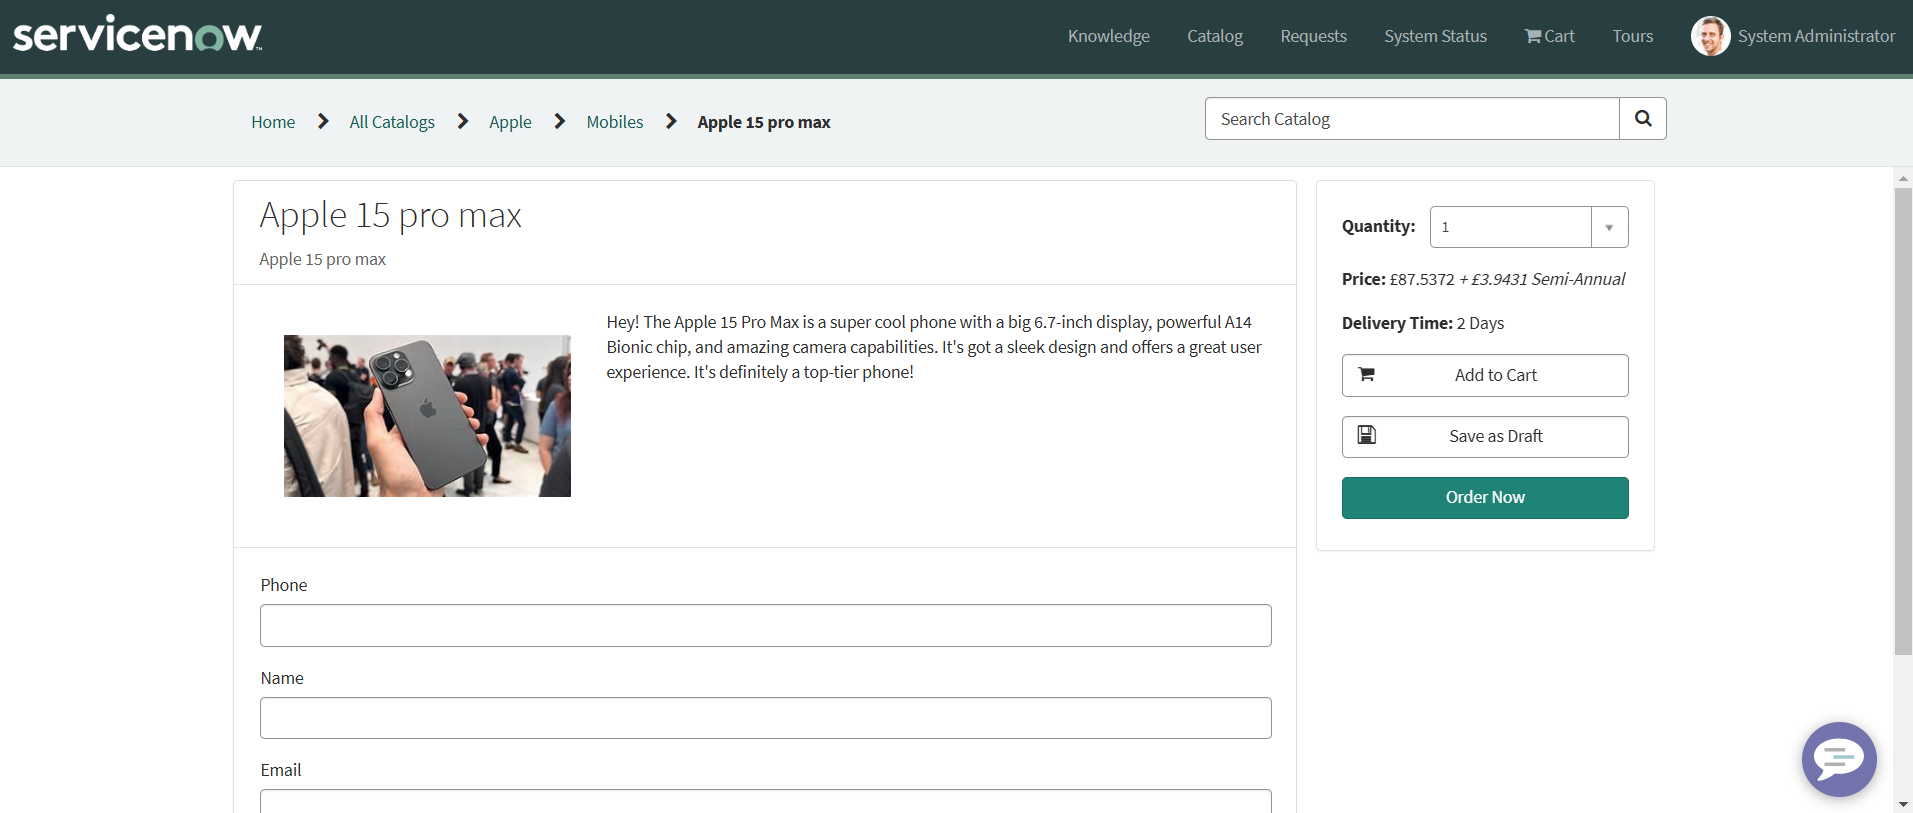 servicenow™
Knowledge Catalog Requests System Status Cart Tours System Administrator
Home All Catalogs Apple Mobiles Apple 15 pro max
Search Catalog
Apple 15 pro max
Apple 15 pro max
Hey! The Apple 15 Pro Max is a super cool phone with a big 6.7-inch display, powerful A14
Bionic chip, and amazing camera capabilities. It's got a sleek design and offers a great user
experience. It's definitely a top-tier phone!
Phone
Name
Email
Quantity: 1
Price: £87.5372 + £3.9431 Semi-Annual
Delivery Time: 2 Days
Add to Cart
Save as Draft
Order Now